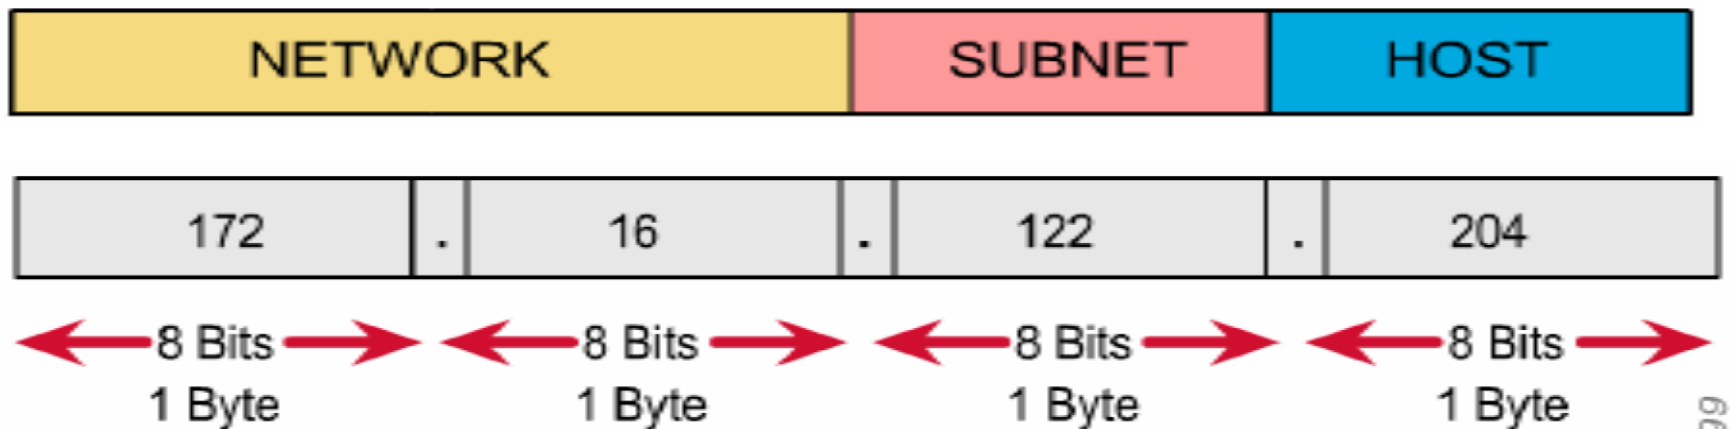 NETWORK SUBNET HOST
172 . 16 . 122 . 204
8 Bits 8 Bits 8 Bits 8 Bits
1 Byte 1 Byte 1 Byte 1 Byte